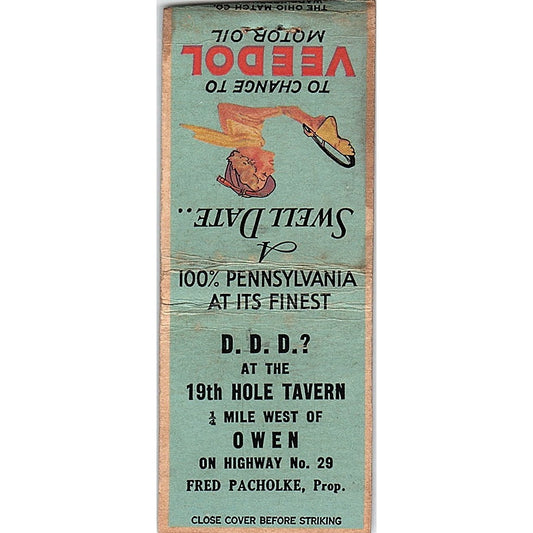 THE OHIO MATCH CO.
MOTOR OIL
VEEDOL
TO CHANGE TO
SWELL DATE..
A
100% PENNSYLVANIA
AT ITS FINEST
D. D. D.?
AT THE
19th HOLE TAVERN
¼ MILE WEST OF
OWEN
ON HIGHWAY No. 29
FRED PACHOLKE, Prop.
CLOSE COVER BEFORE STRIKING